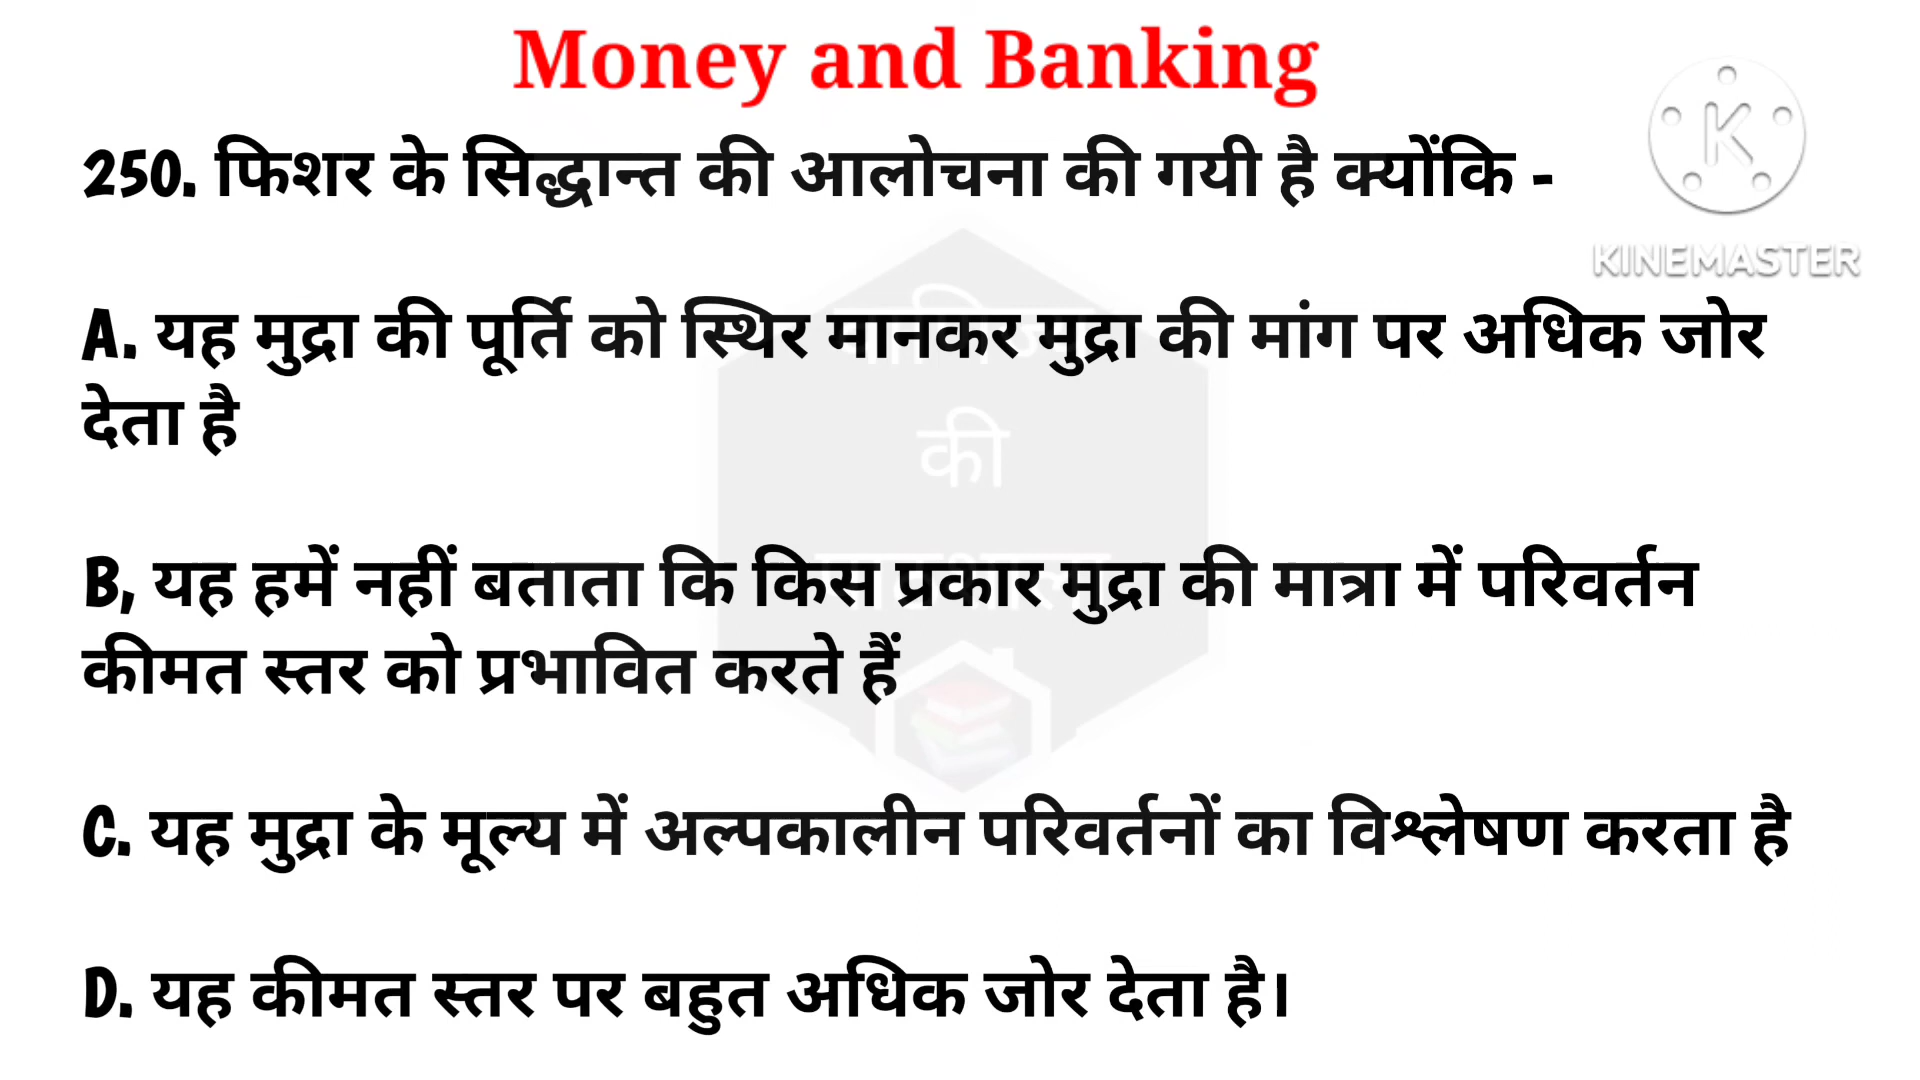 Money and Banking
250. फिशर के सिद्धान्त की आलोचना की गयी है क्योंकि -
KINEMASTER
A. यह मुद्रा की पूर्ति को स्थिर मानकर मुद्रा की मांग पर अधिक जोर
देता है
की
B, यह हमें नहीं बताता कि किस प्रकार मुद्रा की मात्रा में परिवर्तन
कीमत स्तर को प्रभावित करते हैं
C. यह मुद्रा के मूल्य में अल्पकालीन परिवर्तनों का विश्लेषण करता है
D. यह कीमत स्तर पर बहुत अधिक जोर देता है।